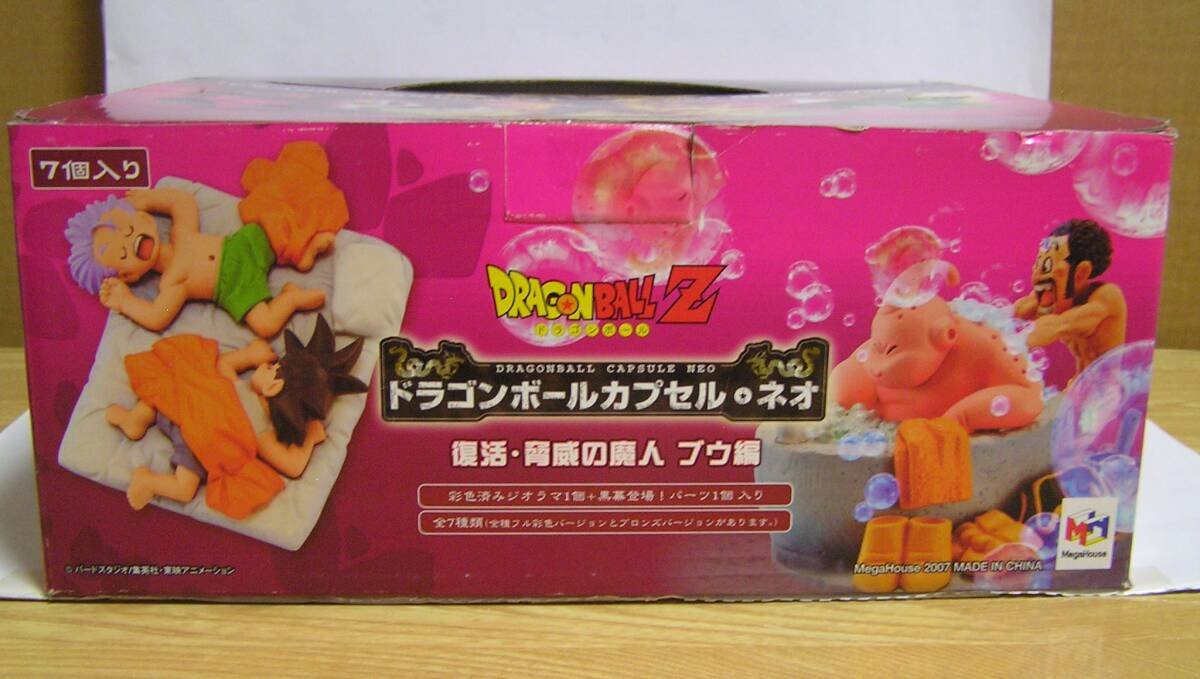 7個入り
DRAGONBALL Z
ドラゴンボール
DRAGONBALL CAPSULE NEO
ドラゴンボールカプセル・ネオ
復活・脅威の魔人 ブウ編
彩色済みジオラマ1個+黒幕登場!パーツ1個入り
全7種類(全種フル彩色バージョンとブロンズバージョンがあります。)
© バードスタジオ/集英社・東映アニメーション
MegaHouse 2007 MADE IN CHINA
MegaHouse